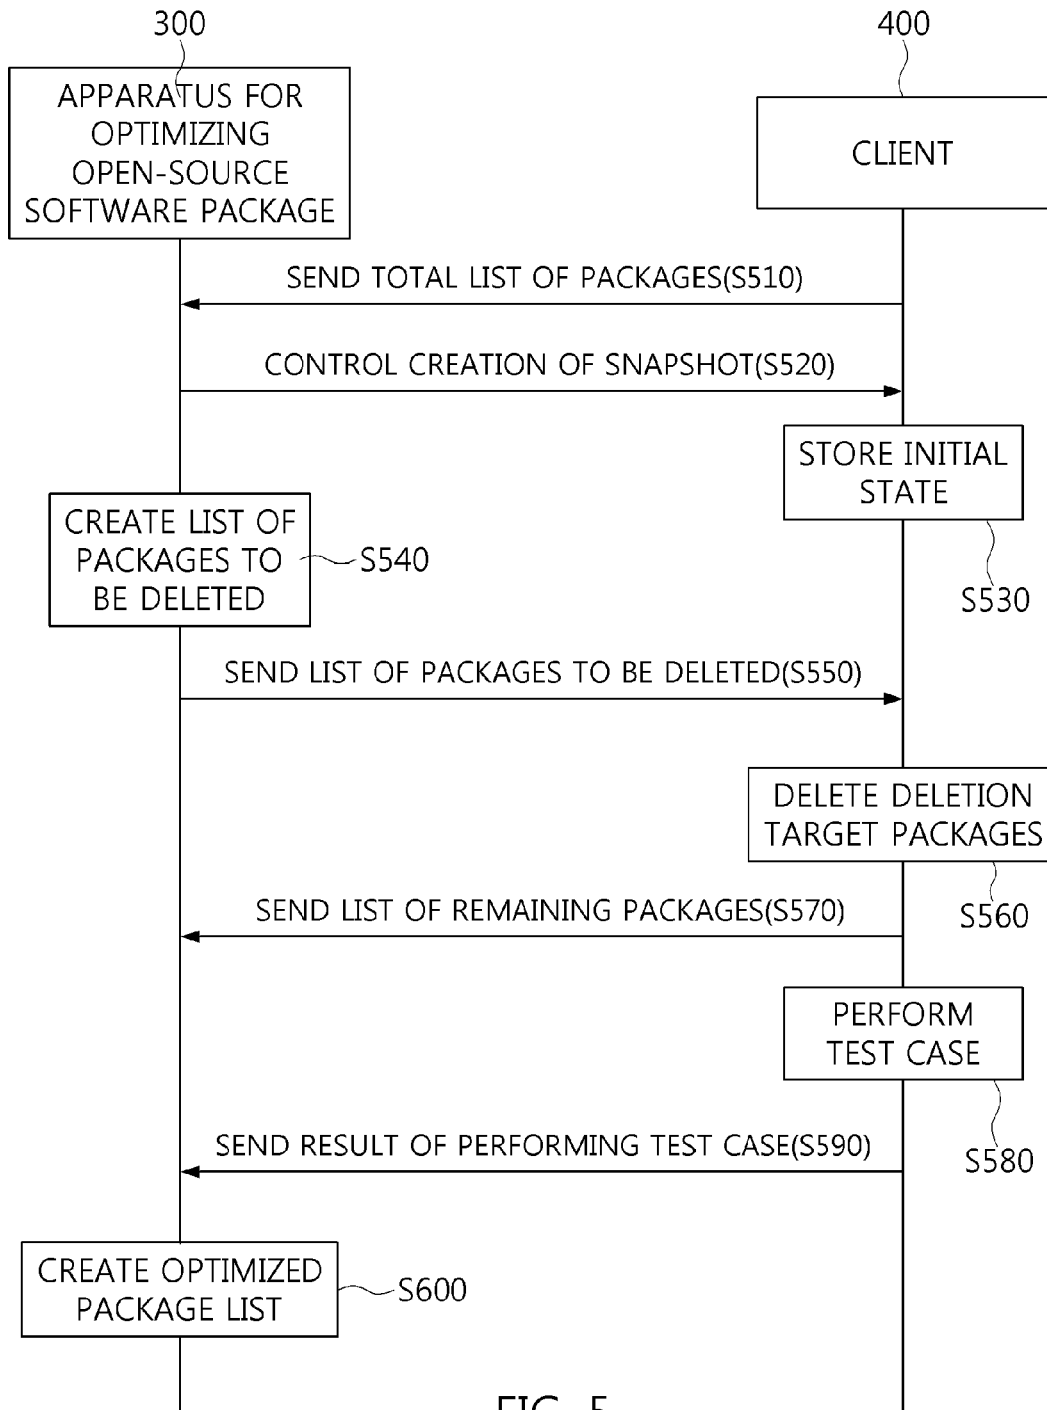 300
400
APPARATUS FOR
OPTIMIZING
OPEN-SOURCE
SOFTWARE PACKAGE
CLIENT
SEND TOTAL LIST OF PACKAGES(S510)
CONTROL CREATION OF SNAPSHOT(S520)
STORE INITIAL
STATE
S530
CREATE LIST OF
PACKAGES TO
BE DELETED
S540
SEND LIST OF PACKAGES TO BE DELETED(S550)
DELETE DELETION
TARGET PACKAGES
S560
SEND LIST OF REMAINING PACKAGES(S570)
PERFORM
TEST CASE
S580
SEND RESULT OF PERFORMING TEST CASE(S590)
CREATE OPTIMIZED
PACKAGE LIST
S600
FIG. 5